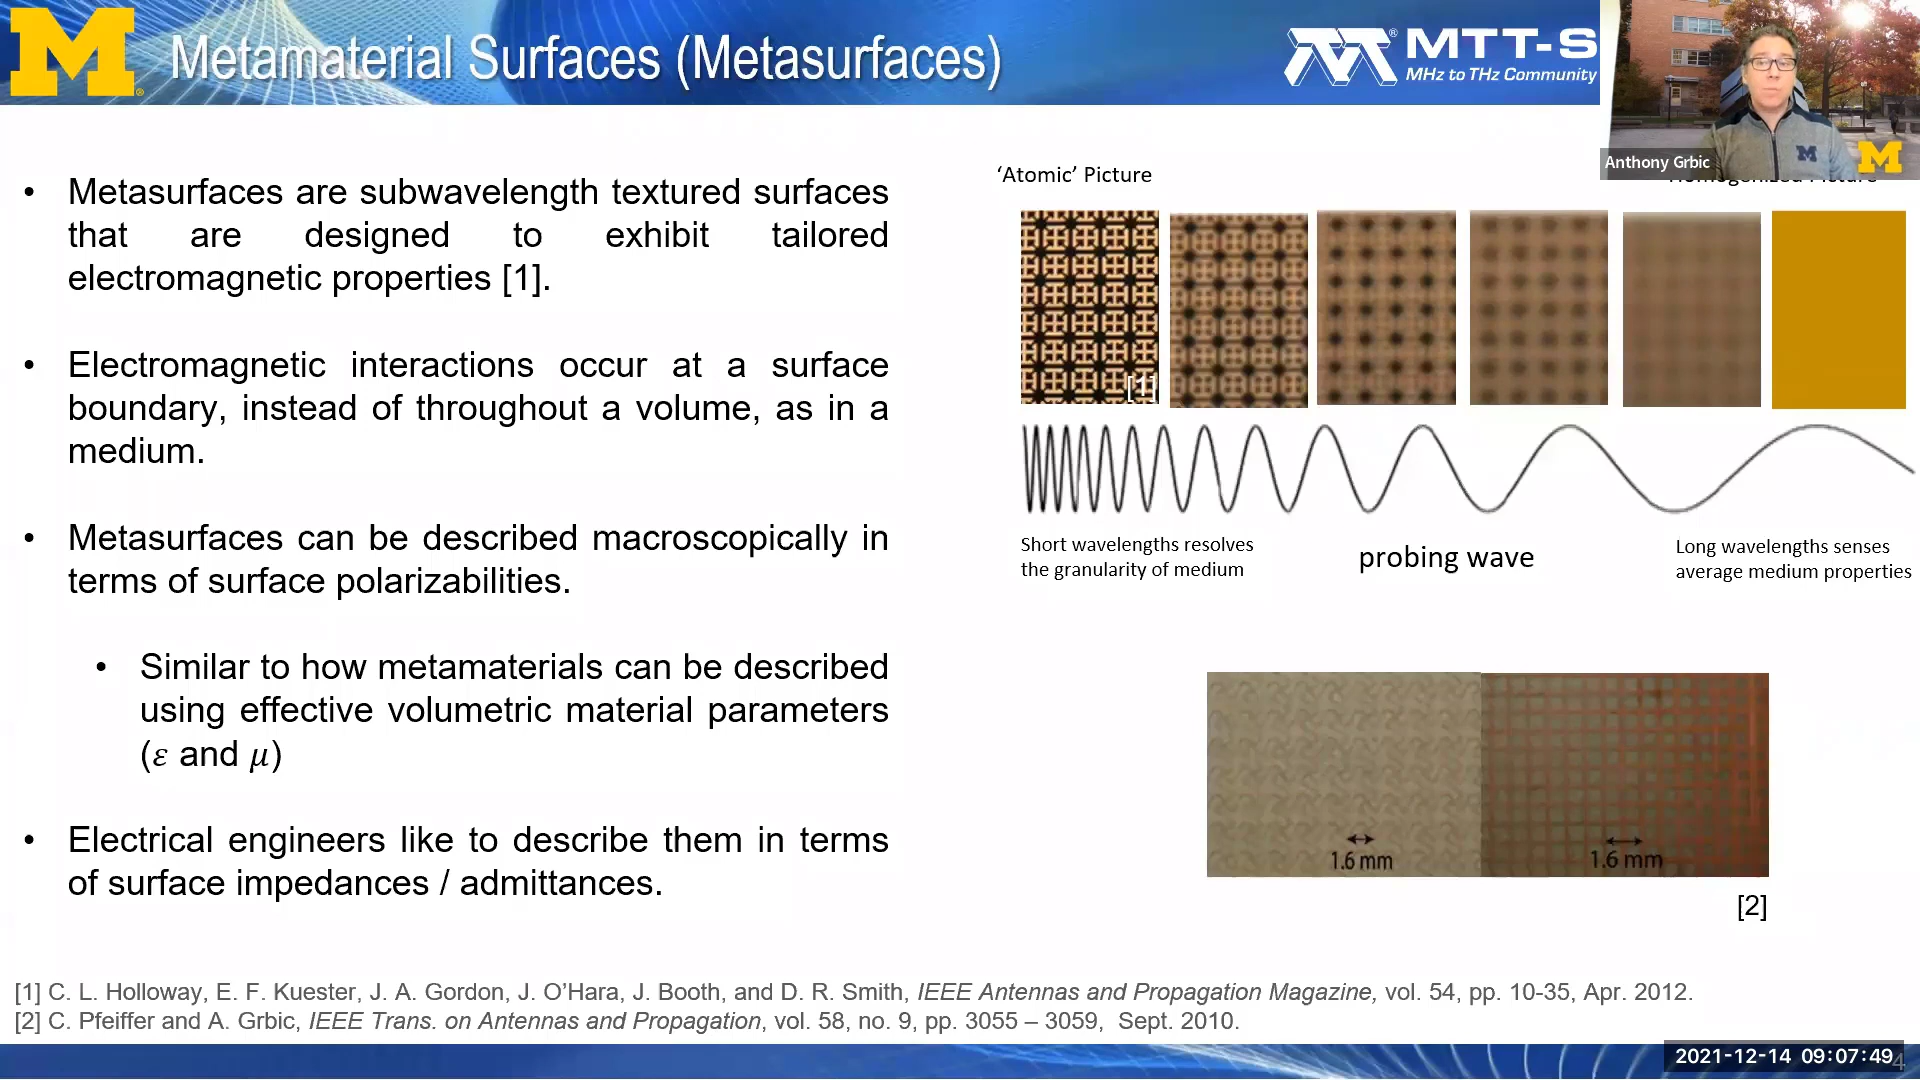 Metamaterial Surfaces (Metasurfaces)
MTT-S
®
MHz to THz Community
Anthony Grbic
• Metasurfaces are subwavelength textured surfaces
that are designed to exhibit tailored
electromagnetic properties [1].
• Electromagnetic interactions occur at a surface
boundary, instead of throughout a volume, as in a
medium.
• Metasurfaces can be described macroscopically in
terms of surface polarizabilities.
• Similar to how metamaterials can be described
using effective volumetric material parameters
(ε and μ)
• Electrical engineers like to describe them in terms
of surface impedances / admittances.
‘Atomic’ Picture
Homogenized Picture
[1]
Short wavelengths resolves
the granularity of medium
probing wave
Long wavelengths senses
average medium properties
1.6 mm
1.6 mm
[2]
[1] C. L. Holloway, E. F. Kuester, J. A. Gordon, J. O’Hara, J. Booth, and D. R. Smith, IEEE Antennas and Propagation Magazine, vol. 54, pp. 10-35, Apr. 2012.
[2] C. Pfeiffer and A. Grbic, IEEE Trans. on Antennas and Propagation, vol. 58, no. 9, pp. 3055 – 3059, Sept. 2010.
2021-12-14 09:07:49
4